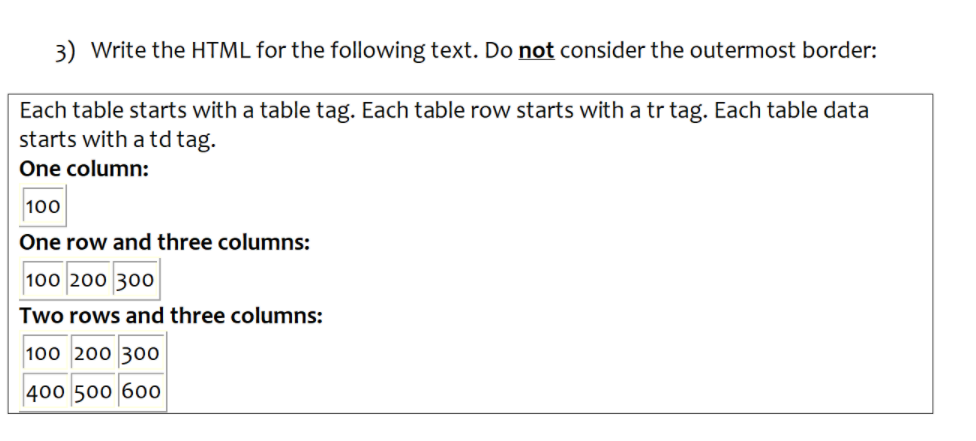 3) Write the HTML for the following text. Do not consider the outermost border:
Each table starts with a table tag. Each table row starts with a tr tag. Each table data
starts with a td tag.
One column:
100
One row and three columns:
100 200 300
Two rows and three columns:
100 200 300
400 500 600